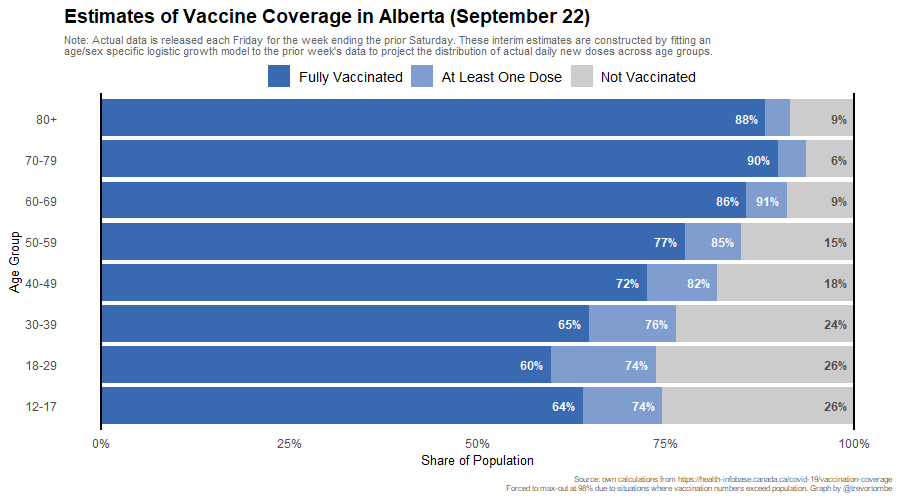 Estimates of Vaccine Coverage in Alberta (September 22)
Note: Actual data is released each Friday for the week ending the prior Saturday. These interim estimates are constructed by fitting an
age/sex specific logistic growth model to the prior week's data to project the distribution of actual daily new doses across age groups.
Fully Vaccinated At Least One Dose Not Vaccinated
80+ 88% 9%
70-79 90% 6%
60-69 86% 91% 9%
50-59 77% 85% 15%
Age Group
40-49 72% 82% 18%
30-39 65% 76% 24%
18-29 60% 74% 26%
12-17 64% 74% 26%
0% 25% 50% 75% 100%
Share of Population
Source: own calculations from https://health-infobase.canada.ca/covid-19/vaccination-coverage
Forced to max-out at 98% due to situations where vaccination numbers exceed population. Graph by @trevortombe